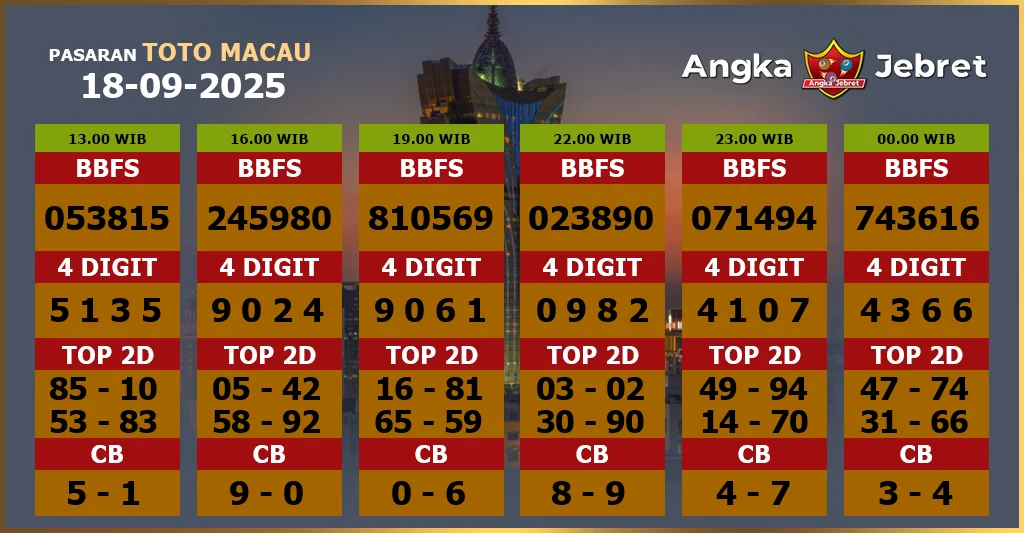 PASARAN TOTO MACAU
18-09-2025
Angka Angka Jebret Jebret
13.00 WIB 16.00 WIB 19.00 WIB 22.00 WIB 23.00 WIB 00.00 WIB
BBFS BBFS BBFS BBFS BBFS BBFS
053815 245980 810569 023890 071494 743616
4 DIGIT 4 DIGIT 4 DIGIT 4 DIGIT 4 DIGIT 4 DIGIT
5 1 3 5 9 0 2 4 9 0 6 1 0 9 8 2 4 1 0 7 4 3 6 6
TOP 2D TOP 2D TOP 2D TOP 2D TOP 2D TOP 2D
85 - 10 05 - 42 16 - 81 03 - 02 49 - 94 47 - 74
53 - 83 58 - 92 65 - 59 30 - 90 14 - 70 31 - 66
CB CB CB CB CB CB
5 - 1 9 - 0 0 - 6 8 - 9 4 - 7 3 - 4